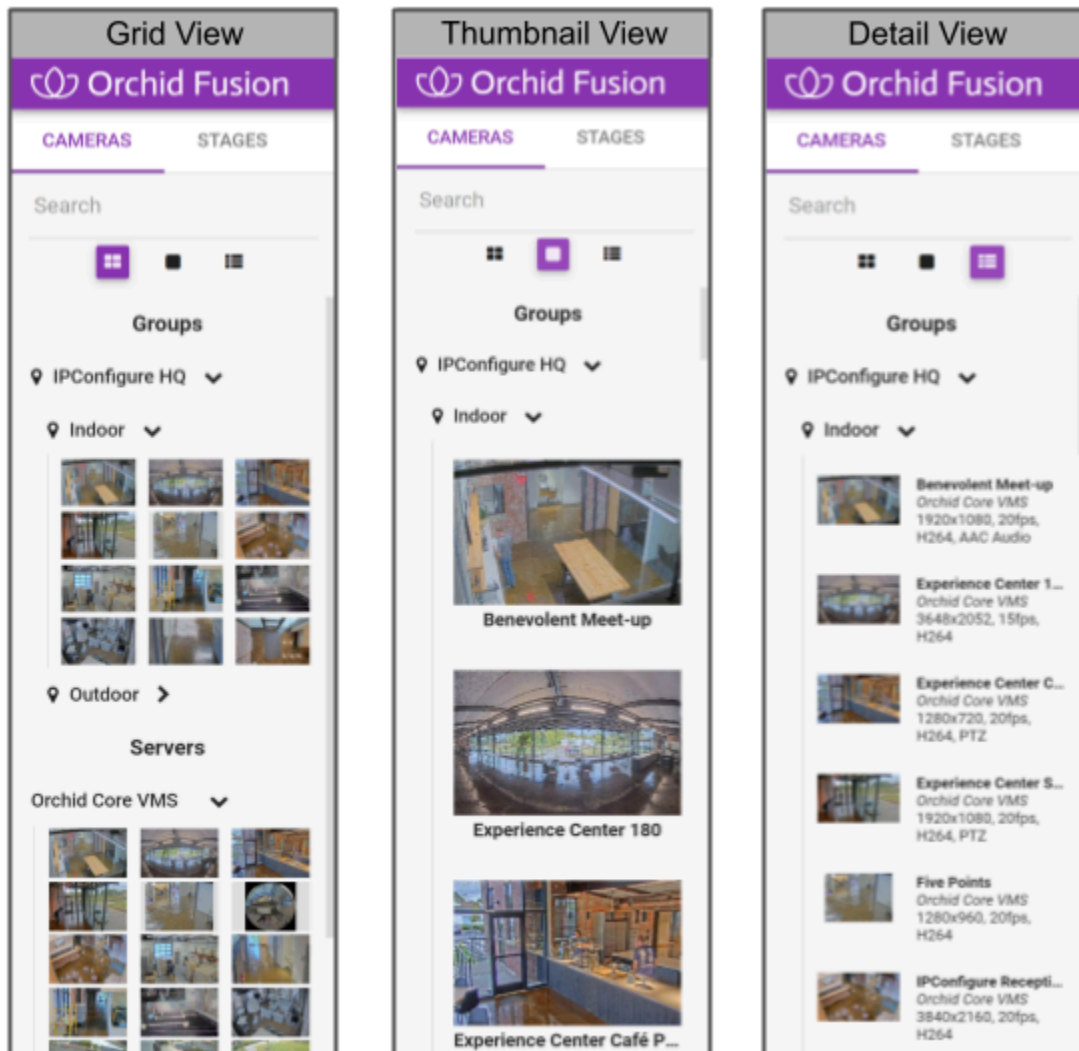 Grid View
Orchid Fusion
CAMERAS STAGES
Search
Groups
IPConfigure HQ
Indoor
Outdoor
Servers
Orchid Core VMS
Thumbnail View
Orchid Fusion
CAMERAS STAGES
Search
Groups
IPConfigure HQ
Indoor
Benevolent Meet-up
Experience Center 180
Experience Center Café P...
Detail View
Orchid Fusion
CAMERAS STAGES
Search
Groups
IPConfigure HQ
Indoor
Benevolent Meet-up
Orchid Core VMS
1920x1080, 20fps,
H264, AAC Audio
Experience Center 1...
Orchid Core VMS
3648x2052, 15fps,
H264
Experience Center C...
Orchid Core VMS
1280x720, 20fps,
H264, PTZ
Experience Center S...
Orchid Core VMS
1920x1080, 20fps,
H264, PTZ
Five Points
Orchid Core VMS
1280x960, 20fps,
H264
IPConfigure Recepti...
Orchid Core VMS
3840x2160, 20fps,
H264